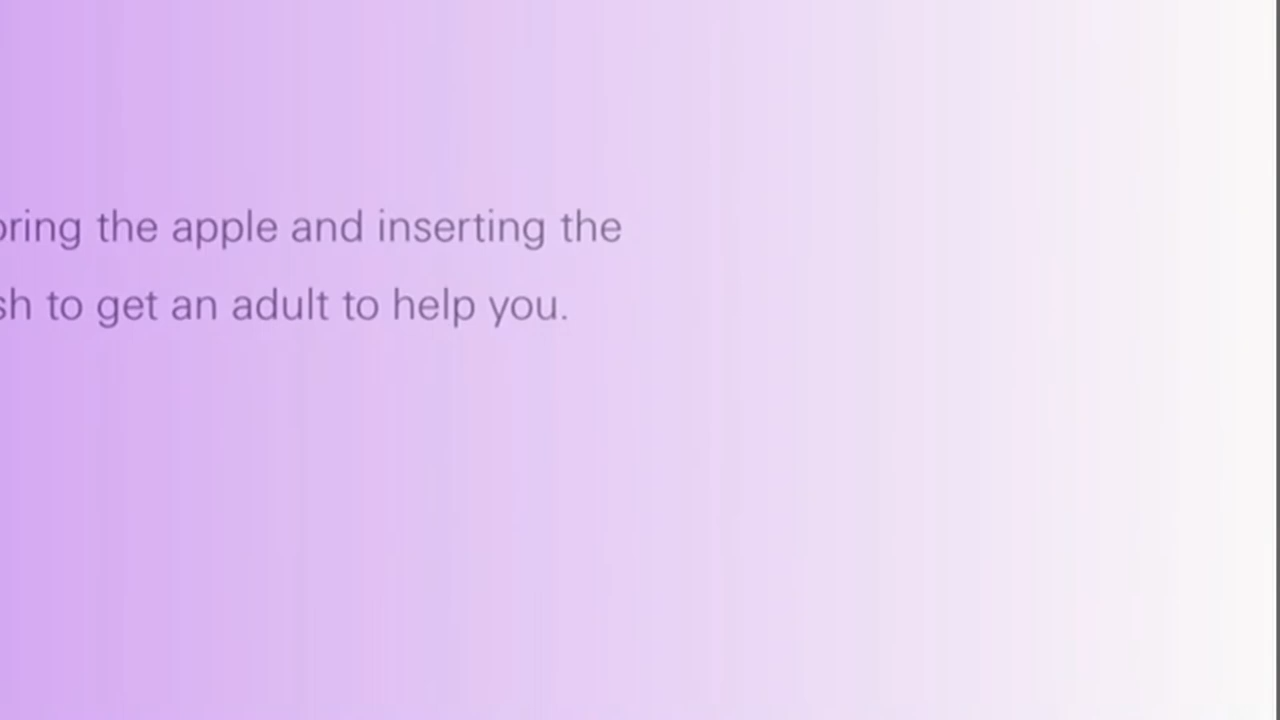 oring the apple and inserting the
sh to get an adult to help you.